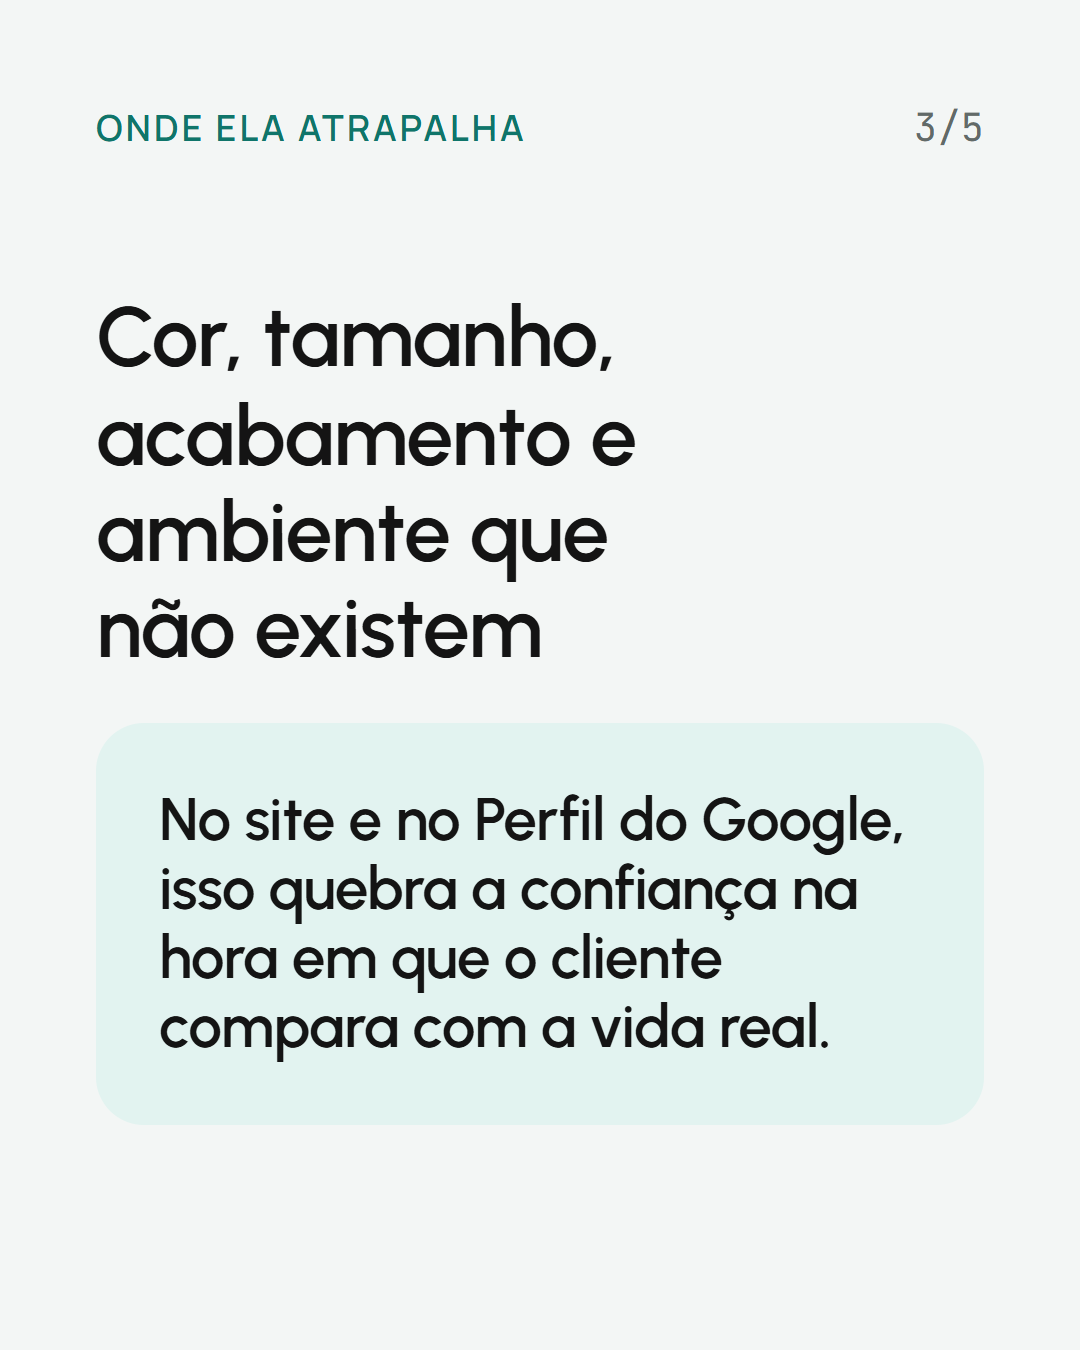 ONDE ELA ATRAPALHA
3/5
Cor, tamanho,
acabamento e
ambiente que
não existem
No site e no Perfil do Google,
isso quebra a confiança na
hora em que o cliente
compara com a vida real.